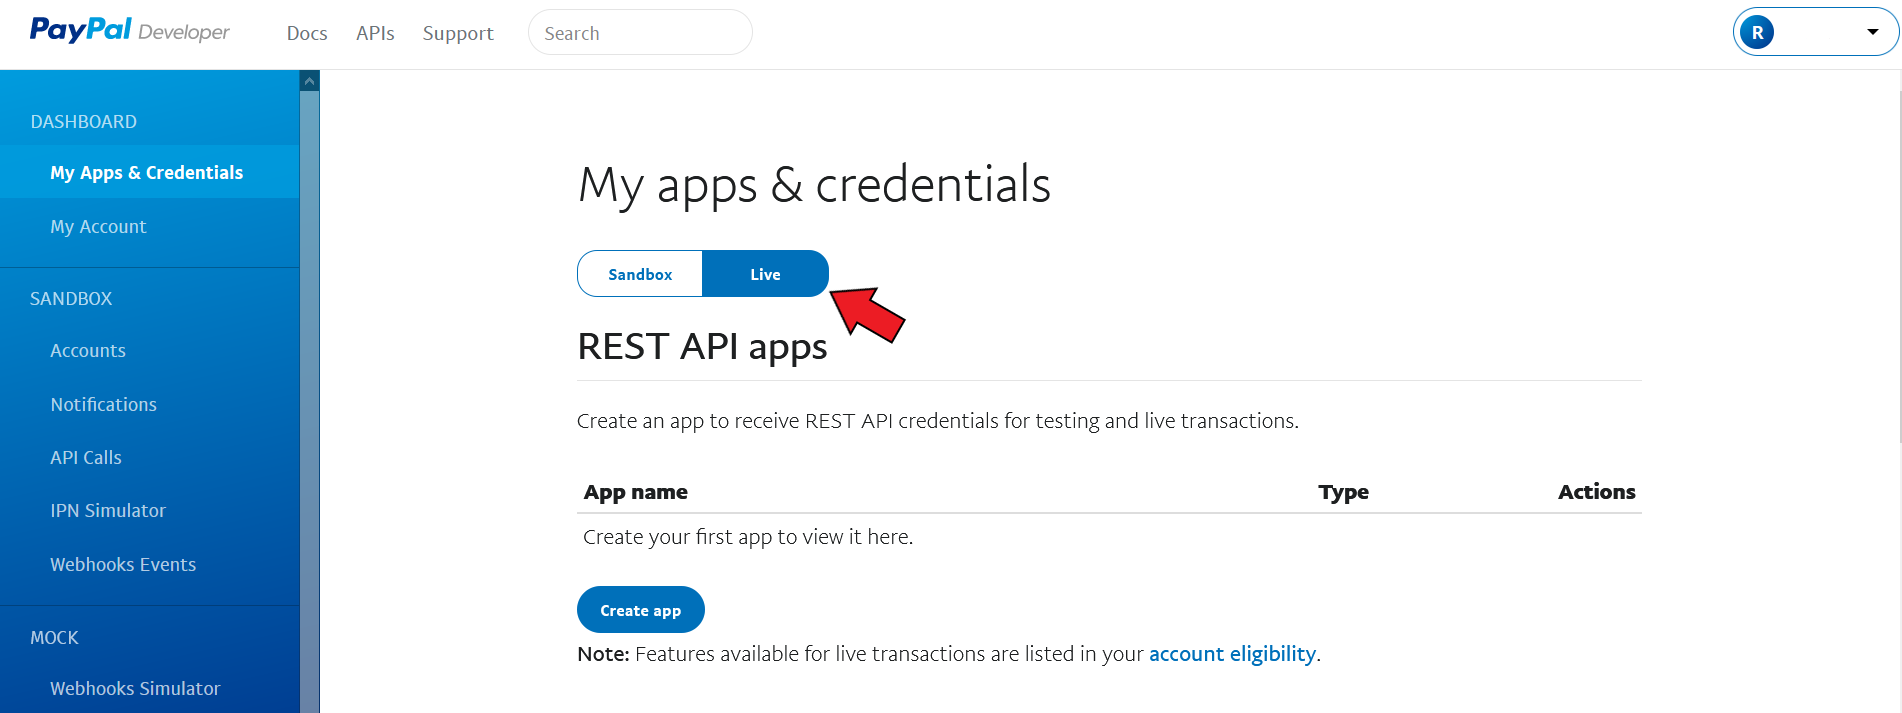 PayPal Developer
Docs APIs Support Search R
DASHBOARD
My Apps & Credentials
My Account
SANDBOX
Accounts
Notifications
API Calls
IPN Simulator
Webhooks Events
MOCK
Webhooks Simulator
My apps & credentials
Sandbox Live
REST API apps
Create an app to receive REST API credentials for testing and live transactions.
App name Type Actions
Create your first app to view it here.
Create app
Note: Features available for live transactions are listed in your account eligibility.